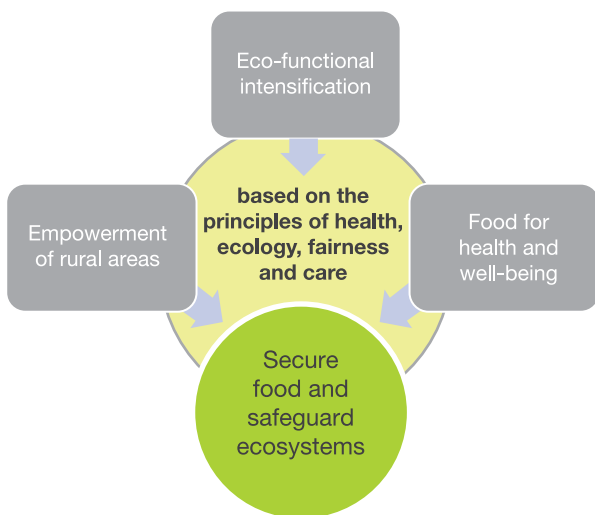 Eco-functional
intensification
based on the
principles of health,
ecology, fairness
and care
Empowerment
of rural areas
Food for
health and
well-being
Secure
food and
safeguard
ecosystems